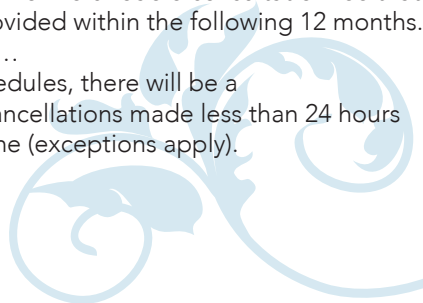 ovided within the following 12 months.
…
edules, there will be a
ancellations made less than 24 hours
ne (exceptions apply).